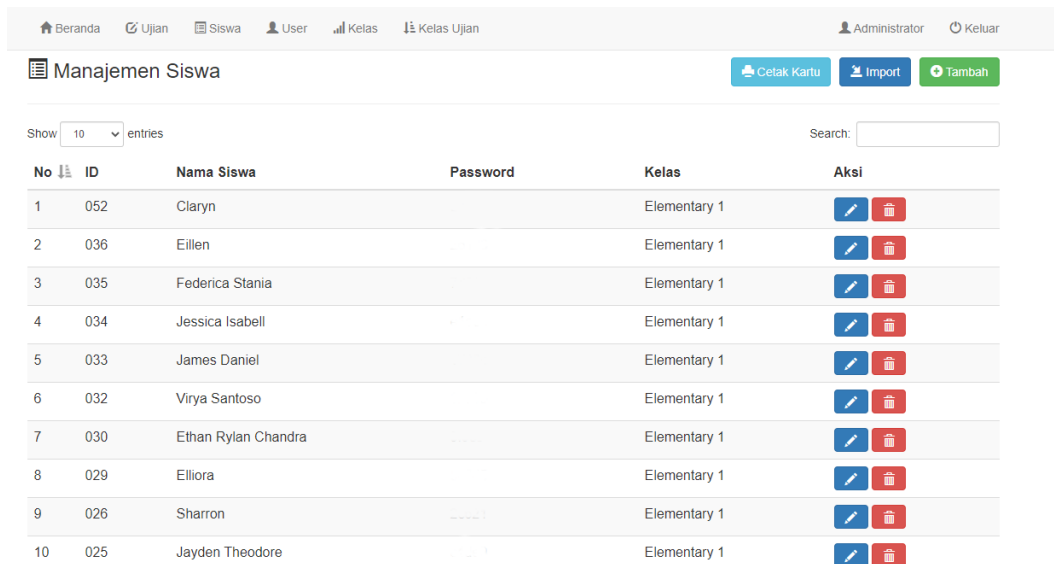 Beranda Ujian Siswa User Kelas Kelas Ujian Administrator Keluar
Manajemen Siswa Cetak Kartu Import Tambah
Show 10 entries Search:
No ID Nama Siswa Password Kelas Aksi
1 052 Claryn Elementary 1
2 036 Eillen Elementary 1
3 035 Federica Stania Elementary 1
4 034 Jessica Isabell Elementary 1
5 033 James Daniel Elementary 1
6 032 Virya Santoso Elementary 1
7 030 Ethan Rylan Chandra Elementary 1
8 029 Elliora Elementary 1
9 026 Sharron Elementary 1
10 025 Jayden Theodore Elementary 1